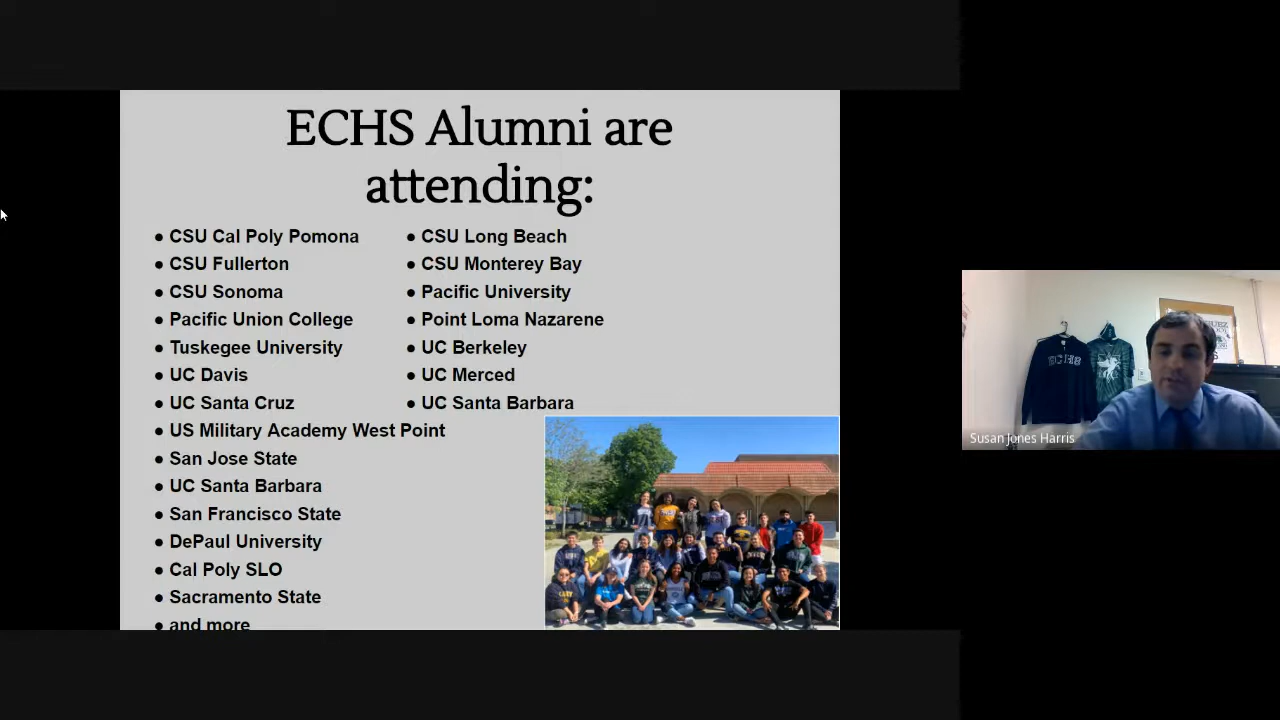 ECHS Alumni are
attending:
● CSU Cal Poly Pomona
● CSU Fullerton
● CSU Sonoma
● Pacific Union College
● Tuskegee University
● UC Davis
● UC Santa Cruz
● US Military Academy West Point
● San Jose State
● UC Santa Barbara
● San Francisco State
● DePaul University
● Cal Poly SLO
● Sacramento State
● and more
● CSU Long Beach
● CSU Monterey Bay
● Pacific University
● Point Loma Nazarene
● UC Berkeley
● UC Merced
● UC Santa Barbara
ECHS
Susan Jones Harris